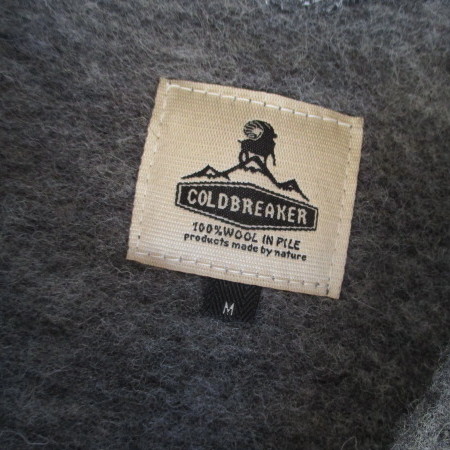 COLDBREAKER
100%WOOL IN PILE
products made by nature
M